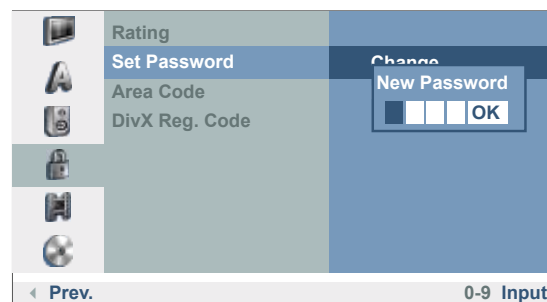 Rating
Set Password Change
Area Code
DivX Reg. Code
New Password
OK
Prev. 0-9 Input